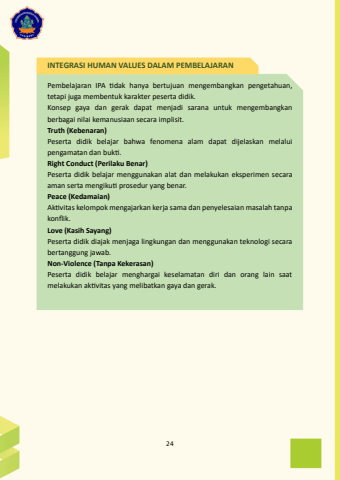 INTEGRASI HUMAN VALUES DALAM PEMBELAJARAN
Pembelajaran IPA tidak hanya bertujuan mengembangkan pengetahuan,
tetapi juga membentuk karakter peserta didik.
Konsep gaya dan gerak dapat menjadi sarana untuk mengembangkan
berbagai nilai kemanusiaan secara implisit.
Truth (Kebenaran)
Peserta didik belajar bahwa fenomena alam dapat dijelaskan melalui
pengamatan dan bukti.
Right Conduct (Perilaku Benar)
Peserta didik belajar menggunakan alat dan melakukan eksperimen secara
aman serta mengikuti prosedur yang benar.
Peace (Kedamaian)
Aktivitas kelompok mengajarkan kerja sama dan penyelesaian masalah tanpa
konflik.
Love (Kasih Sayang)
Peserta didik diajak menjaga lingkungan dan menggunakan teknologi secara
bertanggung jawab.
Non-Violence (Tanpa Kekerasan)
Peserta didik belajar menghargai keselamatan diri dan orang lain saat
melakukan aktivitas yang melibatkan gaya dan gerak.
24